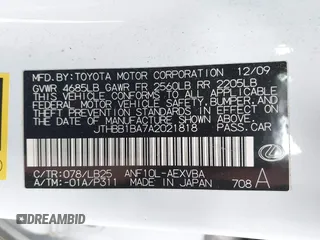 MFD.BY:TOYOTA MOTOR CORPORATION 12/09
GVWR 4685LB GAWR FR 2560LB RR 2205LB
THIS VEHICLE CONFORMS TO ALL APPLICABLE
FEDERAL MOTOR VEHICLE SAFETY, BUMPER, AND
THEFT PREVENTION STANDARDS IN EFFECT ON
THE DATE OF MANUFACTURE SHOWN ABOVE.
JTHBB1BA7A2021818 PASS.CAR
C/TR:078/LB25 ANF10L-AEXVBA
A/TM:-01A/P311 MADE IN JAPAN 708 A
DREAMBID